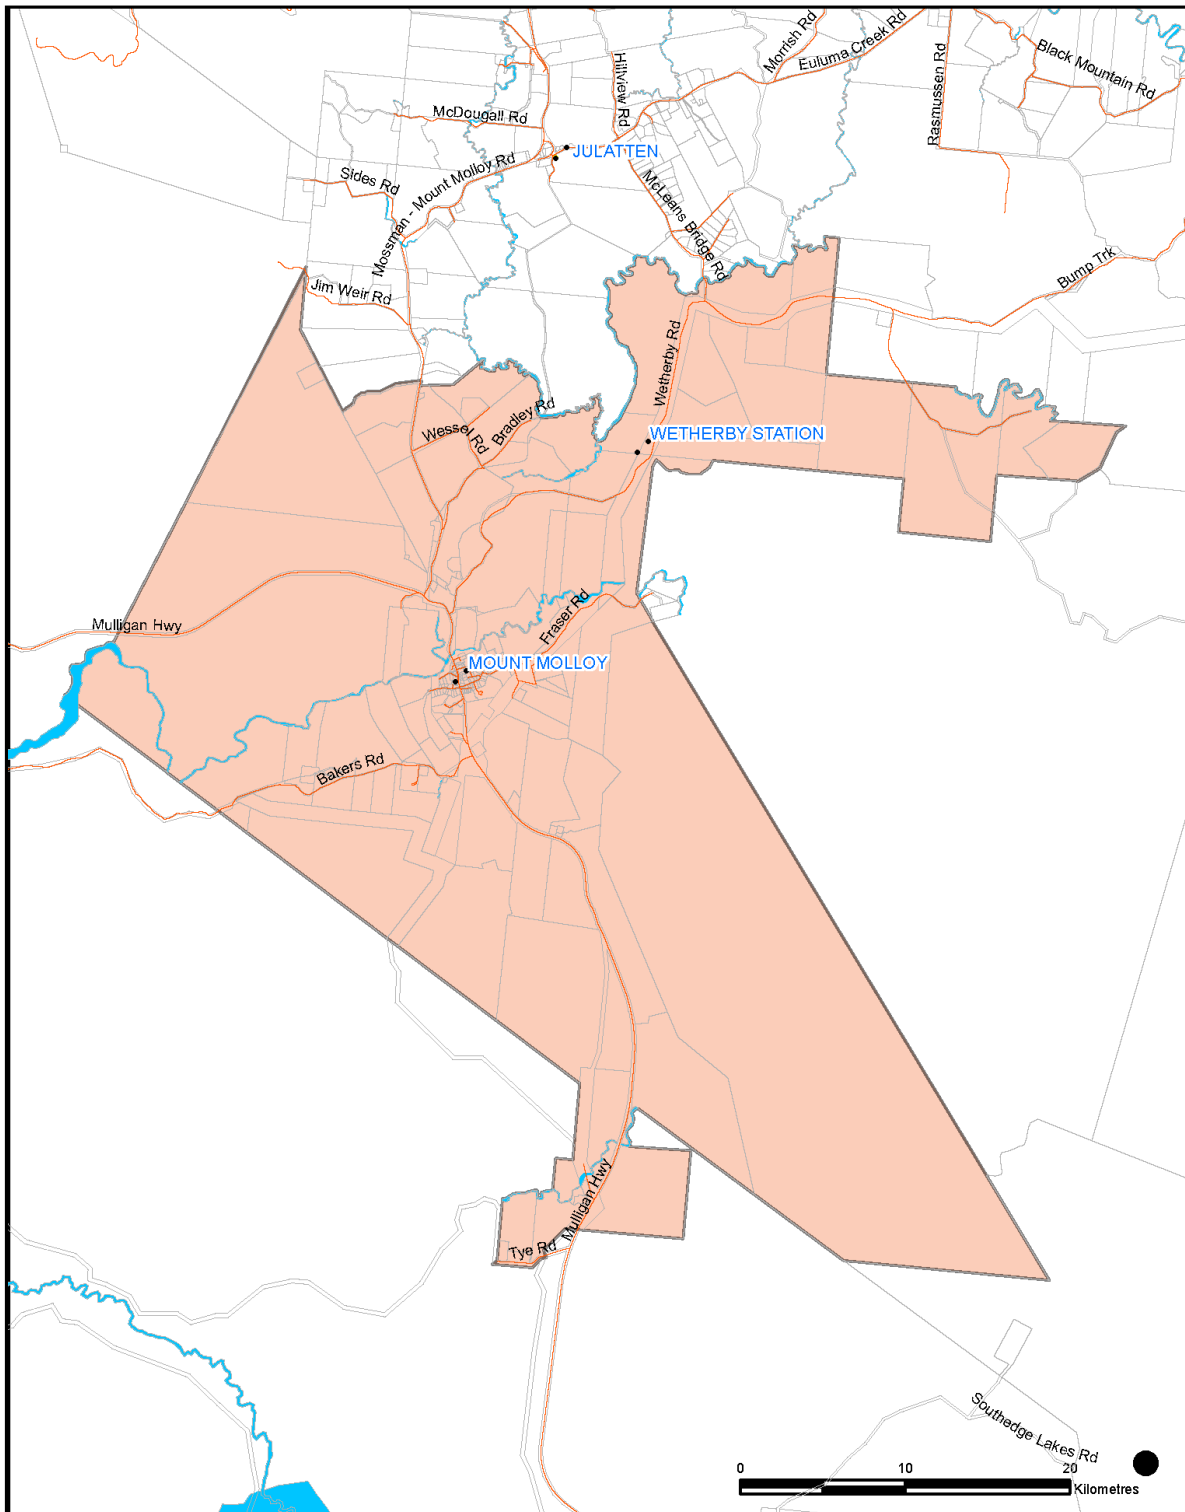 Morrish Rd
Euluma Creek Rd
Black Mountain Rd
Rasmussen Rd
Hillview Rd
McDougall Rd
JULATTEN
Sides Rd
Mossman - Mount Molloy Rd
McLeans Bridge Rd
Bump Trk
Jim Weir Rd
Wetherby Rd
Wessel Rd
Bradley Rd
WETHERBY STATION
Fraser Rd
Mulligan Hwy
MOUNT MOLLOY
Bakers Rd
Mulligan Hwy
Tye Rd
Southedge Lakes Rd
0 10 20
Kilometres